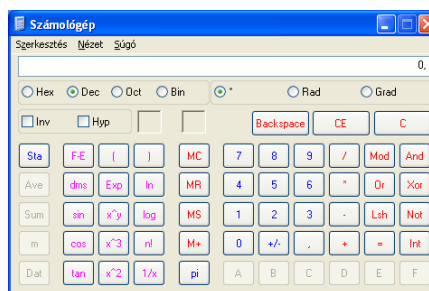 Számológép
Szerkesztés Nézet Súgó
0,
Hex Dec Oct Bin ° Rad Grad
Inv Hyp Backspace CE C
Sta F-E ( ) MC 7 8 9 / Mod And
Ave dms Exp ln MR 4 5 6 * Or Xor
Sum sin x^y log MS 1 2 3 - Lsh Not
m cos x^3 n! M+ 0 +/- , + = Int
Dat tan x^2 1/x pi A B C D E F